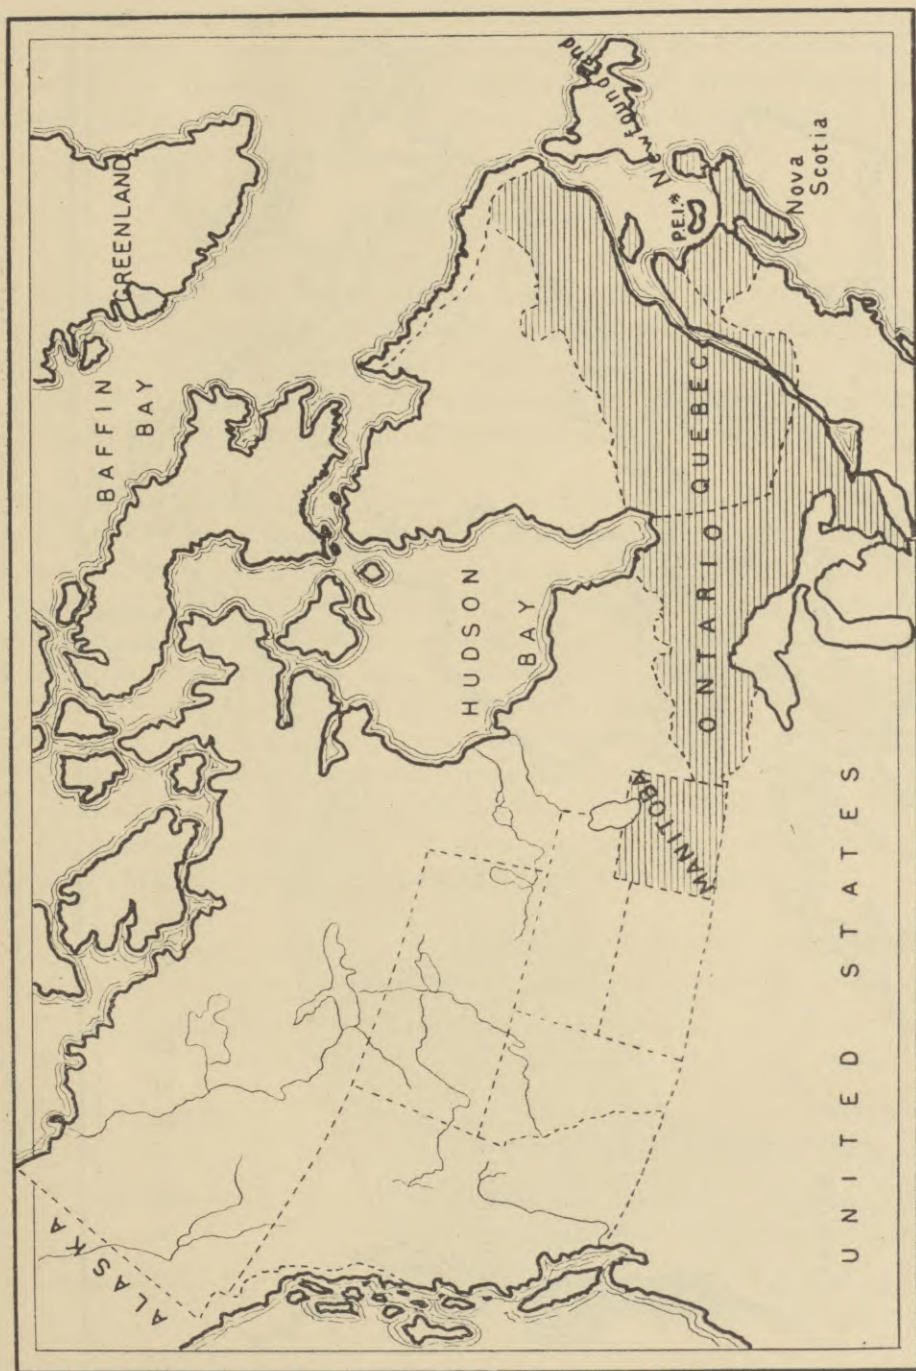 ALASKA
GREENLAND
BAFFIN
BAY
HUDSON
BAY
Newfoundland
P.E.I.*
Nova
Scotia
QUEBEC
ONTARIO
MANITOBA
UNITED STATES